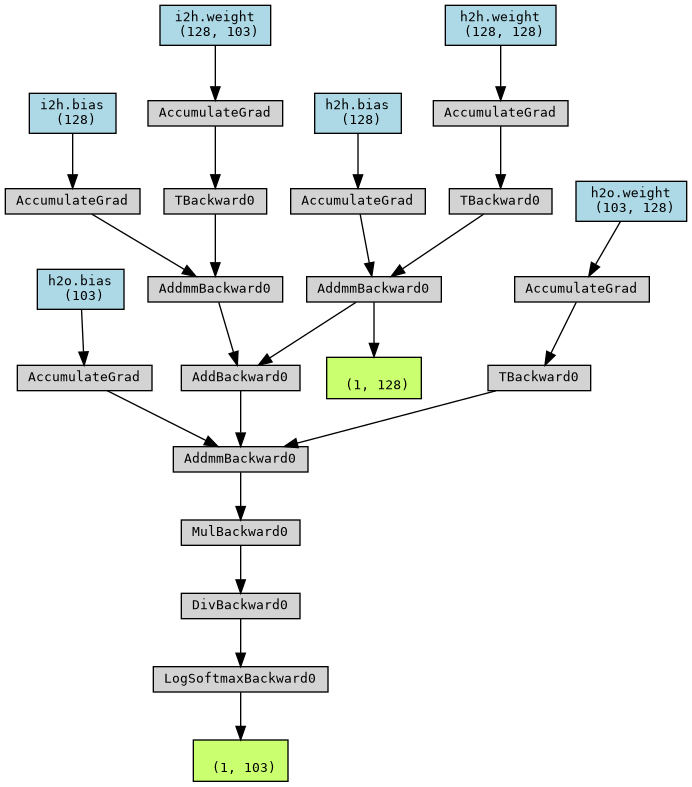 i2h.weight
(128, 103)
h2h.weight
(128, 128)
i2h.bias
(128)
AccumulateGrad
h2h.bias
(128)
AccumulateGrad
AccumulateGrad
TBackward0
AccumulateGrad
TBackward0
h2o.weight
(103, 128)
h2o.bias
(103)
AddmmBackward0
AddmmBackward0
AccumulateGrad
AccumulateGrad
AddBackward0
(1, 128)
TBackward0
AddmmBackward0
MulBackward0
DivBackward0
LogSoftmaxBackward0
(1, 103)